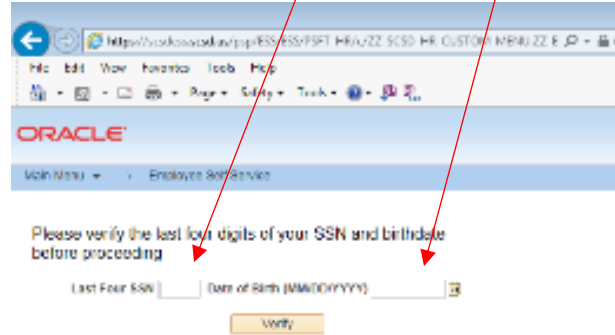 File Edit View Favorites Tools Help
Page Safety Tools
ORACLE
Main Menu Employee Self Service
Please verify the last four digits of your SSN and birthdate
before proceeding
Last Four SSN Date of Birth (MM/DD/YYYY)
Verify